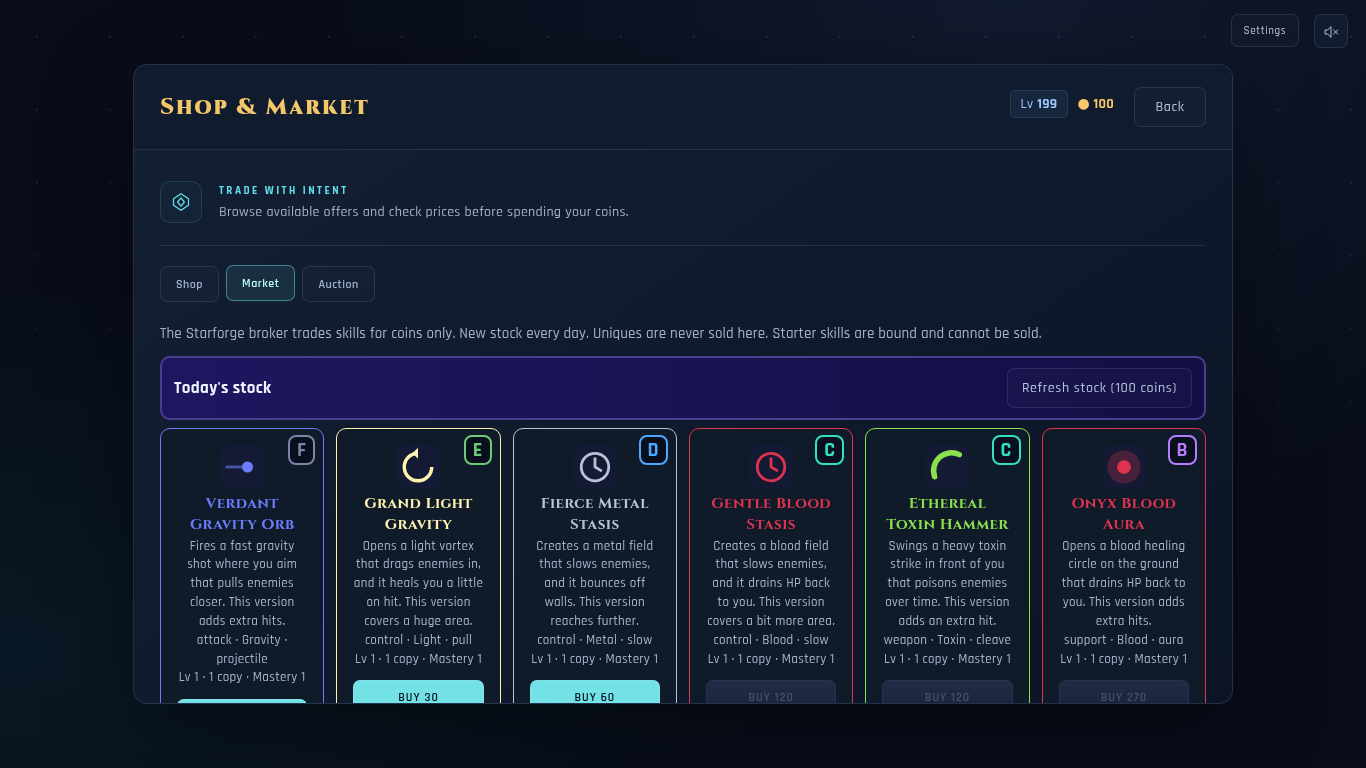 Settings
Shop & Market
Lv 199
100
Back
TRADE WITH INTENT
Browse available offers and check prices before spending your coins.
Shop
Market
Auction
The Starforge broker trades skills for coins only. New stock every day. Uniques are never sold here. Starter skills are bound and cannot be sold.
Today's stock
Refresh stock (100 coins)
F
Verdant
Gravity Orb
Fires a fast gravity
shot where you aim
that pulls enemies
closer. This version
adds extra hits.
attack · Gravity ·
projectile
Lv 1 · 1 copy · Mastery 1
E
Grand Light
Gravity
Opens a light vortex
that drags enemies in,
and it heals you a little
on hit. This version
covers a huge area.
control · Light · pull
Lv 1 · 1 copy · Mastery 1
BUY 30
D
Fierce Metal
Stasis
Creates a metal field
that slows enemies,
and it bounces off
walls. This version
reaches further.
control · Metal · slow
Lv 1 · 1 copy · Mastery 1
BUY 60
C
Gentle Blood
Stasis
Creates a blood field
that slows enemies,
and it drains HP back
to you. This version
covers a bit more area.
control · Blood · slow
Lv 1 · 1 copy · Mastery 1
BUY 120
C
Ethereal
Toxin Hammer
Swings a heavy toxin
strike in front of you
that poisons enemies
over time. This version
adds an extra hit.
weapon · Toxin · cleave
Lv 1 · 1 copy · Mastery 1
BUY 120
B
Onyx Blood
Aura
Opens a blood healing
circle on the ground
that drains HP back to
you. This version adds
extra hits.
support · Blood · aura
Lv 1 · 1 copy · Mastery 1
BUY 270